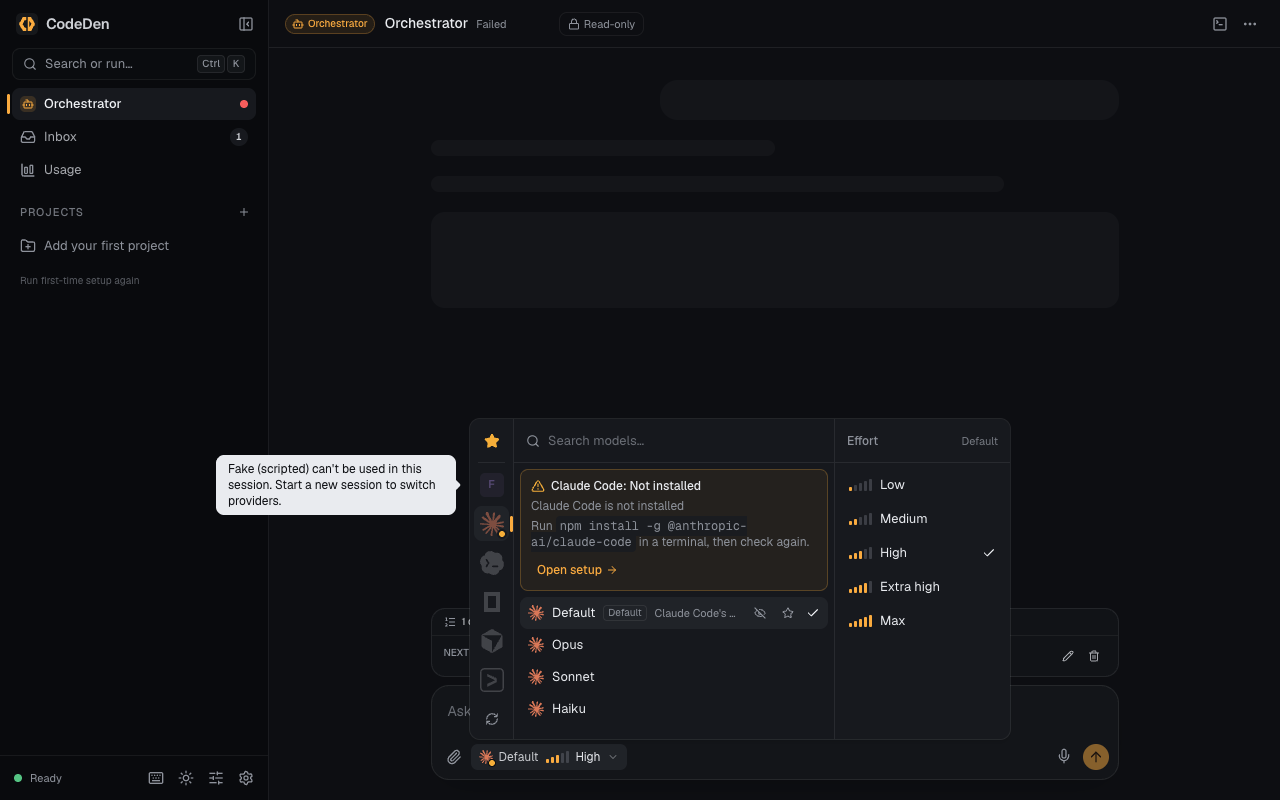 CodeDen
Search or run… Ctrl K
Orchestrator
Inbox 1
Usage
PROJECTS
Add your first project
Run first-time setup again
Ready
Orchestrator Orchestrator Failed Read-only
Fake (scripted) can't be used in this
session. Start a new session to switch
providers.
F
Search models…
Claude Code: Not installed
Claude Code is not installed
Run npm install -g @anthropic-
ai/claude-code in a terminal, then check again.
Open setup →
Default Default Claude Code's …
Opus
Sonnet
Haiku
Effort Default
Low
Medium
High
Extra high
Max
1
NEXT
Ask
Default High